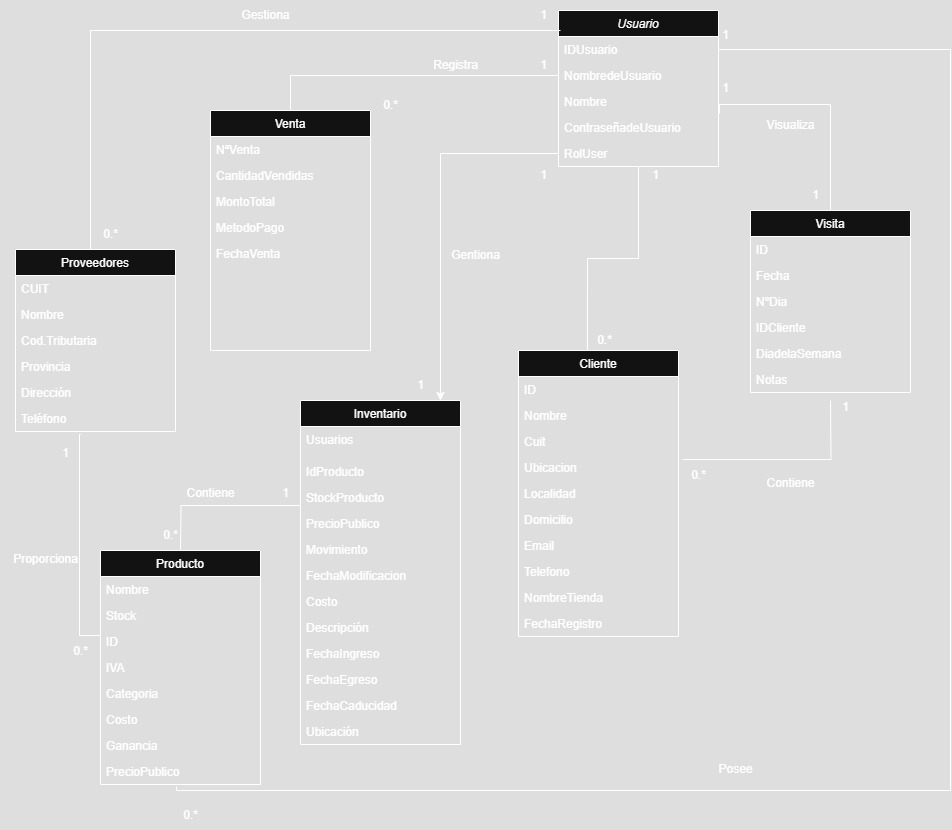 Gestiona
1
Usuario
IDUsuario
NombredeUsuario
Nombre
ContraseñadeUsuario
RolUser
1
Registra
1
0.*
1
Visualiza
1
Venta
N°Venta
CantidadVendidas
MontoTotal
MetodoPago
FechaVenta
1
1
0.*
Gentiona
Visita
ID
Fecha
N°Dia
IDCliente
DiadelaSemana
Notas
Proveedores
CUIT
Nombre
Cod.Tributaria
Provincia
Dirección
Teléfono
0.*
Cliente
ID
Nombre
Cuit
Ubicacion
Localidad
Domicilio
Email
Telefono
NombreTienda
FechaRegistro
1
1
1
0.*
Contiene
Inventario
Usuarios
IdProducto
StockProducto
PrecioPublico
Movimiento
FechaModificacion
Costo
Descripción
FechaIngreso
FechaEgreso
FechaCaducidad
Ubicación
Contiene
1
0.*
Proporciona
0.*
Producto
Nombre
Stock
ID
IVA
Categoria
Costo
Ganancia
PrecioPublico
Posee
0.*